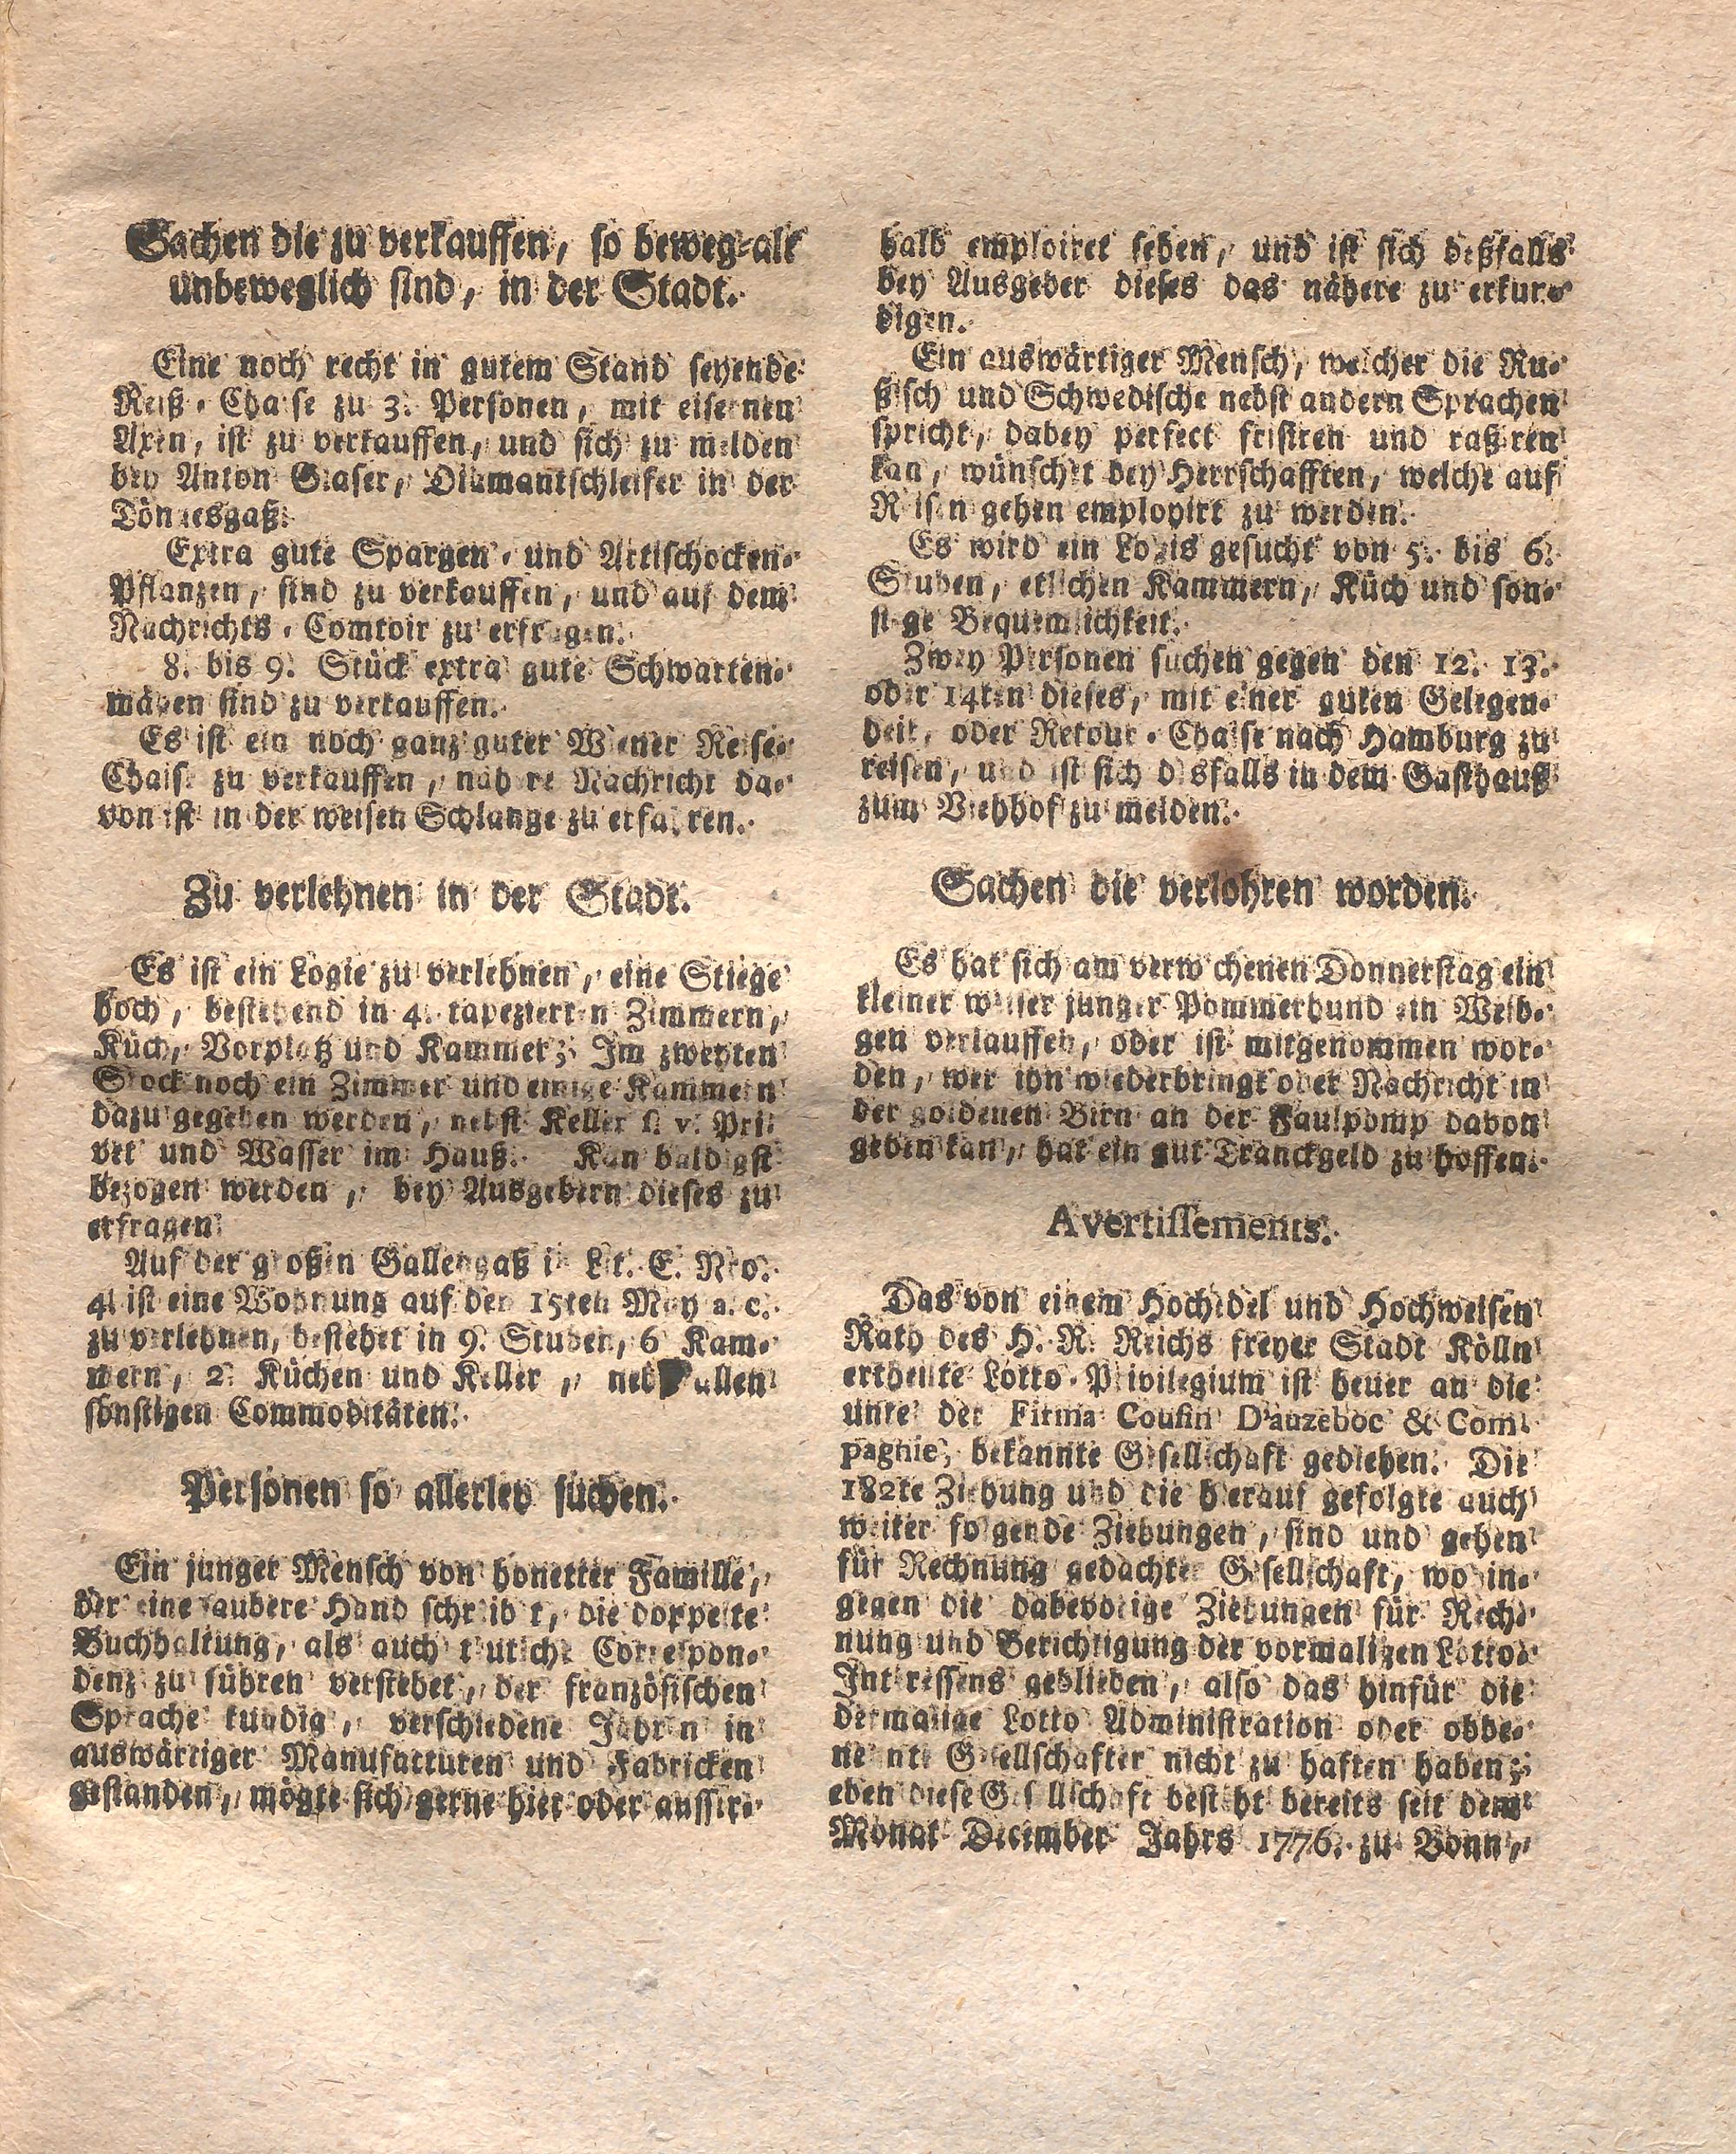 Sachen die zu verkauffen, so beweg-als
unbeweglich sind, in der Stadt.
Eine noch recht in gutem Stand seyende
Reiß-Chaise zu 3. Personen, mit eisernen
Axen, ist zu verkauffen, und sich zu melden
bey Anton Glaser, Diamantschleifer in der
Döngesgaß.
Extra gute Spargen- und Artischocken-
Pflanzen, sind zu verkauffen, und auf dem
Nachrichts-Comtoir zu erfragen.
8. bis 9. Stück extra gute Schwarten-
mägen sind zu verkauffen.
Es ist ein noch ganz guter Wiener Reise-
Chaise zu verkauffen, nähere Nachricht da-
von ist in der weisen Schlange zu erfahren.
Zu verlehnen in der Stadt.
Es ist ein Logie zu verlehnen, eine Stiege
hoch, bestehend in 4. tapezierten Zimmern,
Küch, Vorplatz und Kammer; Im zweyten
Stock noch ein Zimmer und einige Kammern
dazu gegeben werden, nebst Keller s. v. Pri-
vet und Wasser im Hauß. Kan baldigst
bezogen werden, bey Ausgebern dieses zu
erfragen.
Auf der großen Gallengaß in Lit. E. Nro.
4. ist eine Wohnung auf den 15ten May a. c.
zu verlehnen, bestehet in 9. Stuben, 6 Kam-
mern, 2. Küchen und Keller, nebst allen
sonstigen Commoditäten.
Personen so allerley suchen.
Ein junger Mensch von honetter Famille,
der eine saubere Hand schreibet, die doppelte
Buchhaltung, als auch teutsche Correspon-
denz zu führen verstehet, der französischen
Sprache kundig, verschiedene Jahren in
auswärtiger Manufacturen und Fabricken
gestanden, mögte sich gerne hier oder ausser-
halb emploiret sehen, und ist sich deßfalls
bey Ausgeber dieses das nähere zu erkun-
digen.
Ein auswärtiger Mensch, welcher die Ru-
ßisch und Schwedische nebst andern Sprachen
spricht, dabey perfect frisiren und raßiren
kan, wünschet bey Herrschafften, welche auf
Reisen gehen employirt zu werden.
Es wird ein Logis gesucht von 5. bis 6.
Stuben, etlichen Kammern, Küch und son-
stige Bequemlichkeit.
Zwey Personen suchen gegen den 12. 13.
oder 14ten dieses, mit einer guten Gelegen-
heit, oder Retour-Chaise nach Hamburg zu
reisen, und ist sich desfalls in dem Gasthauß
zum Viehhof zu melden.
Sachen die verlohren worden.
Es hat sich am verwichenen Donnerstag ein
kleiner weiser junger Pommerhund ein Weib-
gen verlauffen, oder ist mitgenommen wor-
den, wer ihn wiederbringt oder Nachricht in
der goldenen Birn an der Faulpomp davon
geben kan, hat ein gut Tranckgeld zu hoffen.
Avertissements.
Das von einem Hochedel und Hochweisen
Rath des H. R. Reichs freyer Stadt Kölln
ertheilte Lotto-Privilegium ist heuer an die
unte der Firma Cousin D'auzeboc & Com-
pagnie, bekannte Gesellschaft gediehen. Die
182te Ziehung und die hierauf gefolgte auch
weiter folgende Ziehungen, sind und gehen
für Rechnung gedachter Gesellschaft, wohin-
gegen die dabevorige Ziehungen für Rech-
nung und Berichtigung der vormaligen Lotto-
Interessens geblieben, also das hinfür die
dermalige Lotto Administration oder obbe-
nennte Gesellschafter nicht zu haften haben;
eben diese Gesellschaft bestehet bereits seit dem
Monat December Jahrs 1776. zu Bonn,